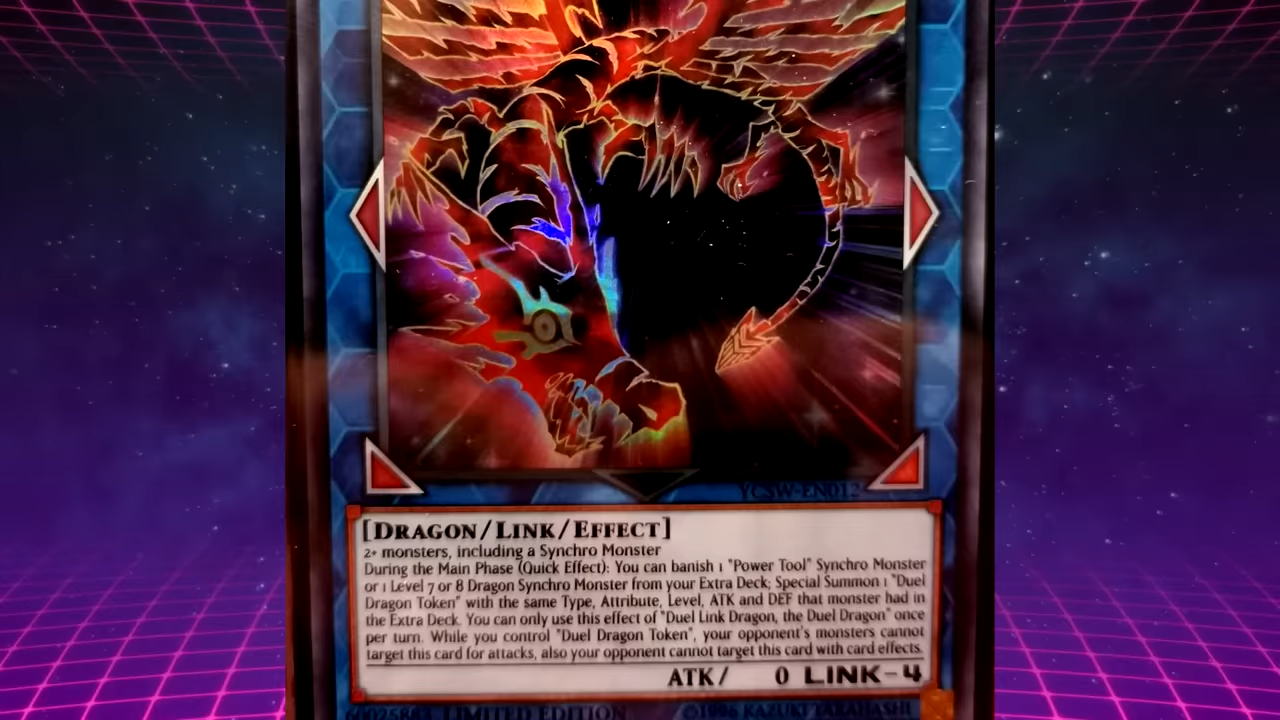 YCSW-EN012
[DRAGON/LINK/EFFECT]
2+ monsters, including a Synchro Monster
During the Main Phase (Quick Effect): You can banish 1 "Power Tool" Synchro Monster
or 1 Level 7 or 8 Dragon Synchro Monster from your Extra Deck; Special Summon 1 "Duel
Dragon Token" with the same Type, Attribute, Level, ATK and DEF that monster had in
the Extra Deck. You can only use this effect of "Duel Link Dragon, the Duel Dragon" once
per turn. While you control "Duel Dragon Token", your opponent's monsters cannot
target this card for attacks, also your opponent cannot target this card with card effects.
ATK/ 0 LINK-4
LIMITED EDITION ©1996 KAZUKI TAKAHASHI